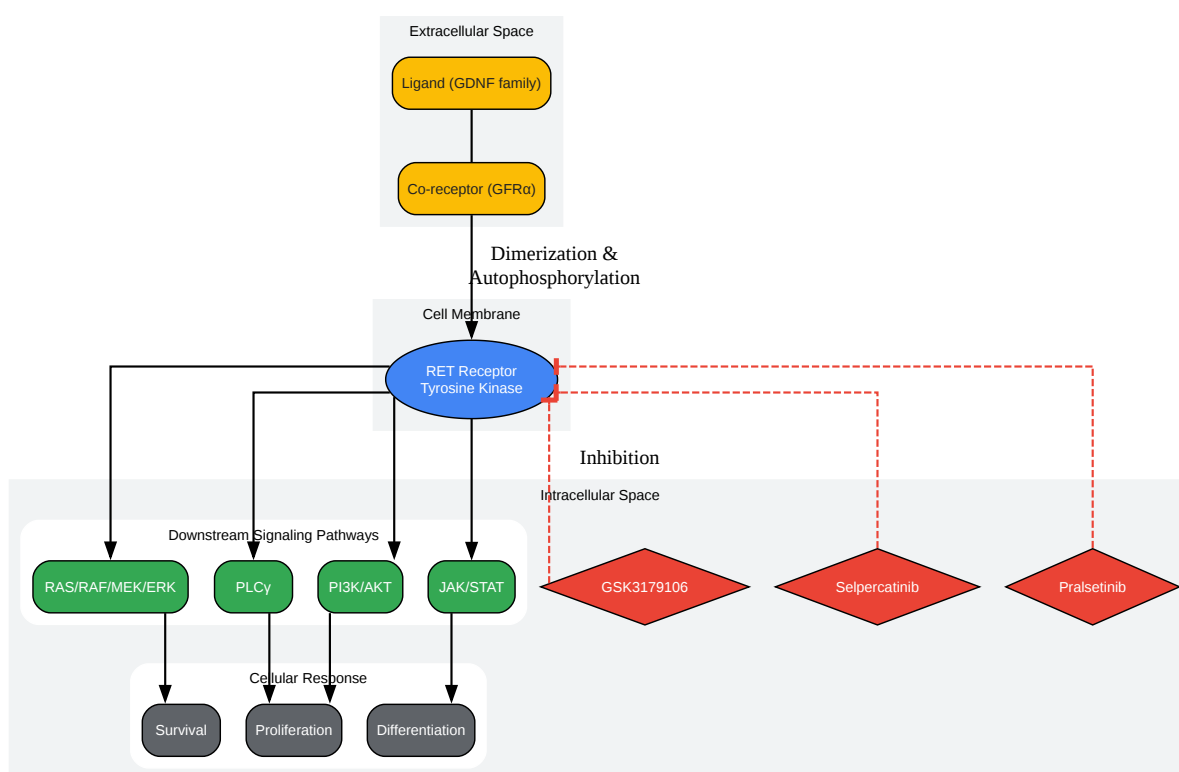 Extracellular Space
Ligand (GDNF family)
Co-receptor (GFRα)
Dimerization &
Autophosphorylation
Cell Membrane
RET Receptor
Tyrosine Kinase
Inhibition
Intracellular Space
Downstream Signaling Pathways
RAS/RAF/MEK/ERK
PLCγ
PI3K/AKT
JAK/STAT
GSK3179106
Selpercatinib
Pralsetinib
Cellular Response
Survival
Proliferation
Differentiation